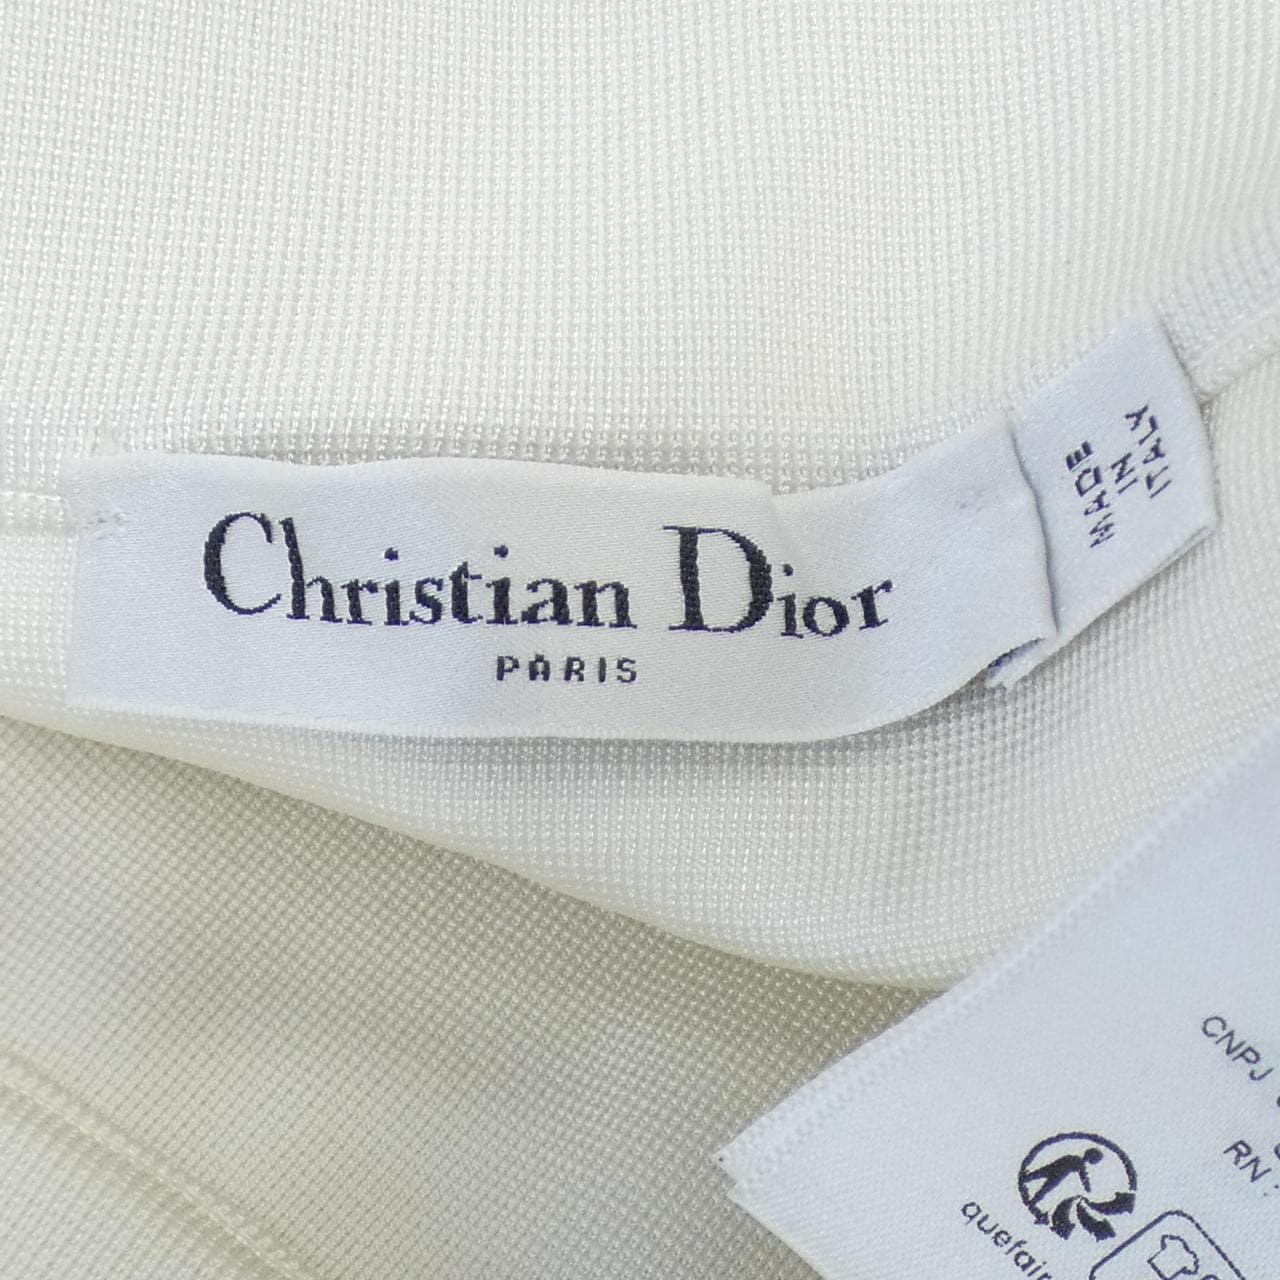 Christian Dior
PARIS
MADE
IN
ITALY
CNPJ
RN :
quefair